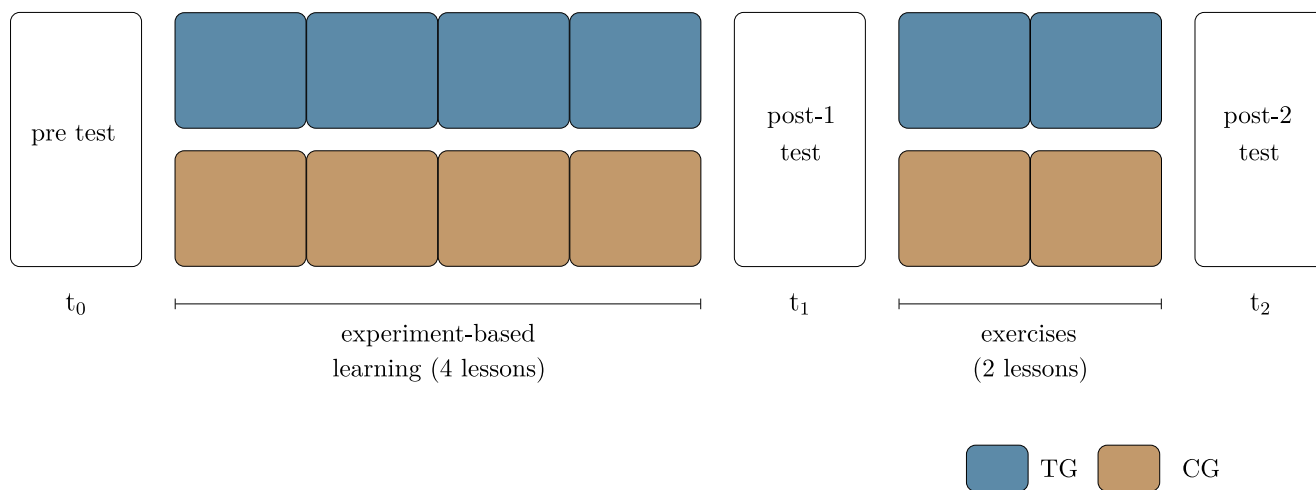 pre test
post-1
test
post-2
test
t₀
t₁
t₂
experiment-based
learning (4 lessons)
exercises
(2 lessons)
TG
CG